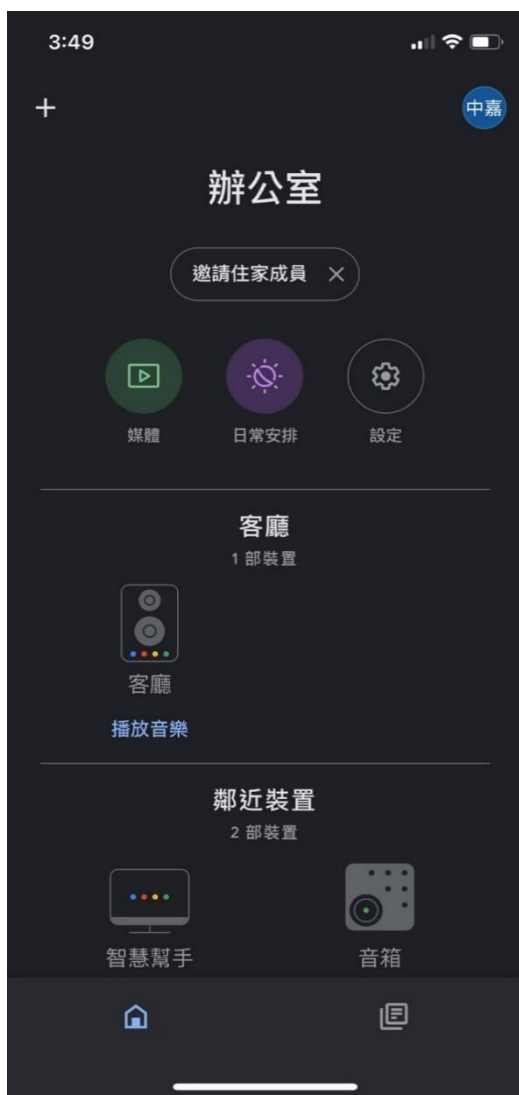 3:49
+
中嘉
辦公室
邀請住家成員 ×
媒體 日常安排 設定
客廳
1 部裝置
客廳
播放音樂
鄰近裝置
2 部裝置
智慧幫手 音箱